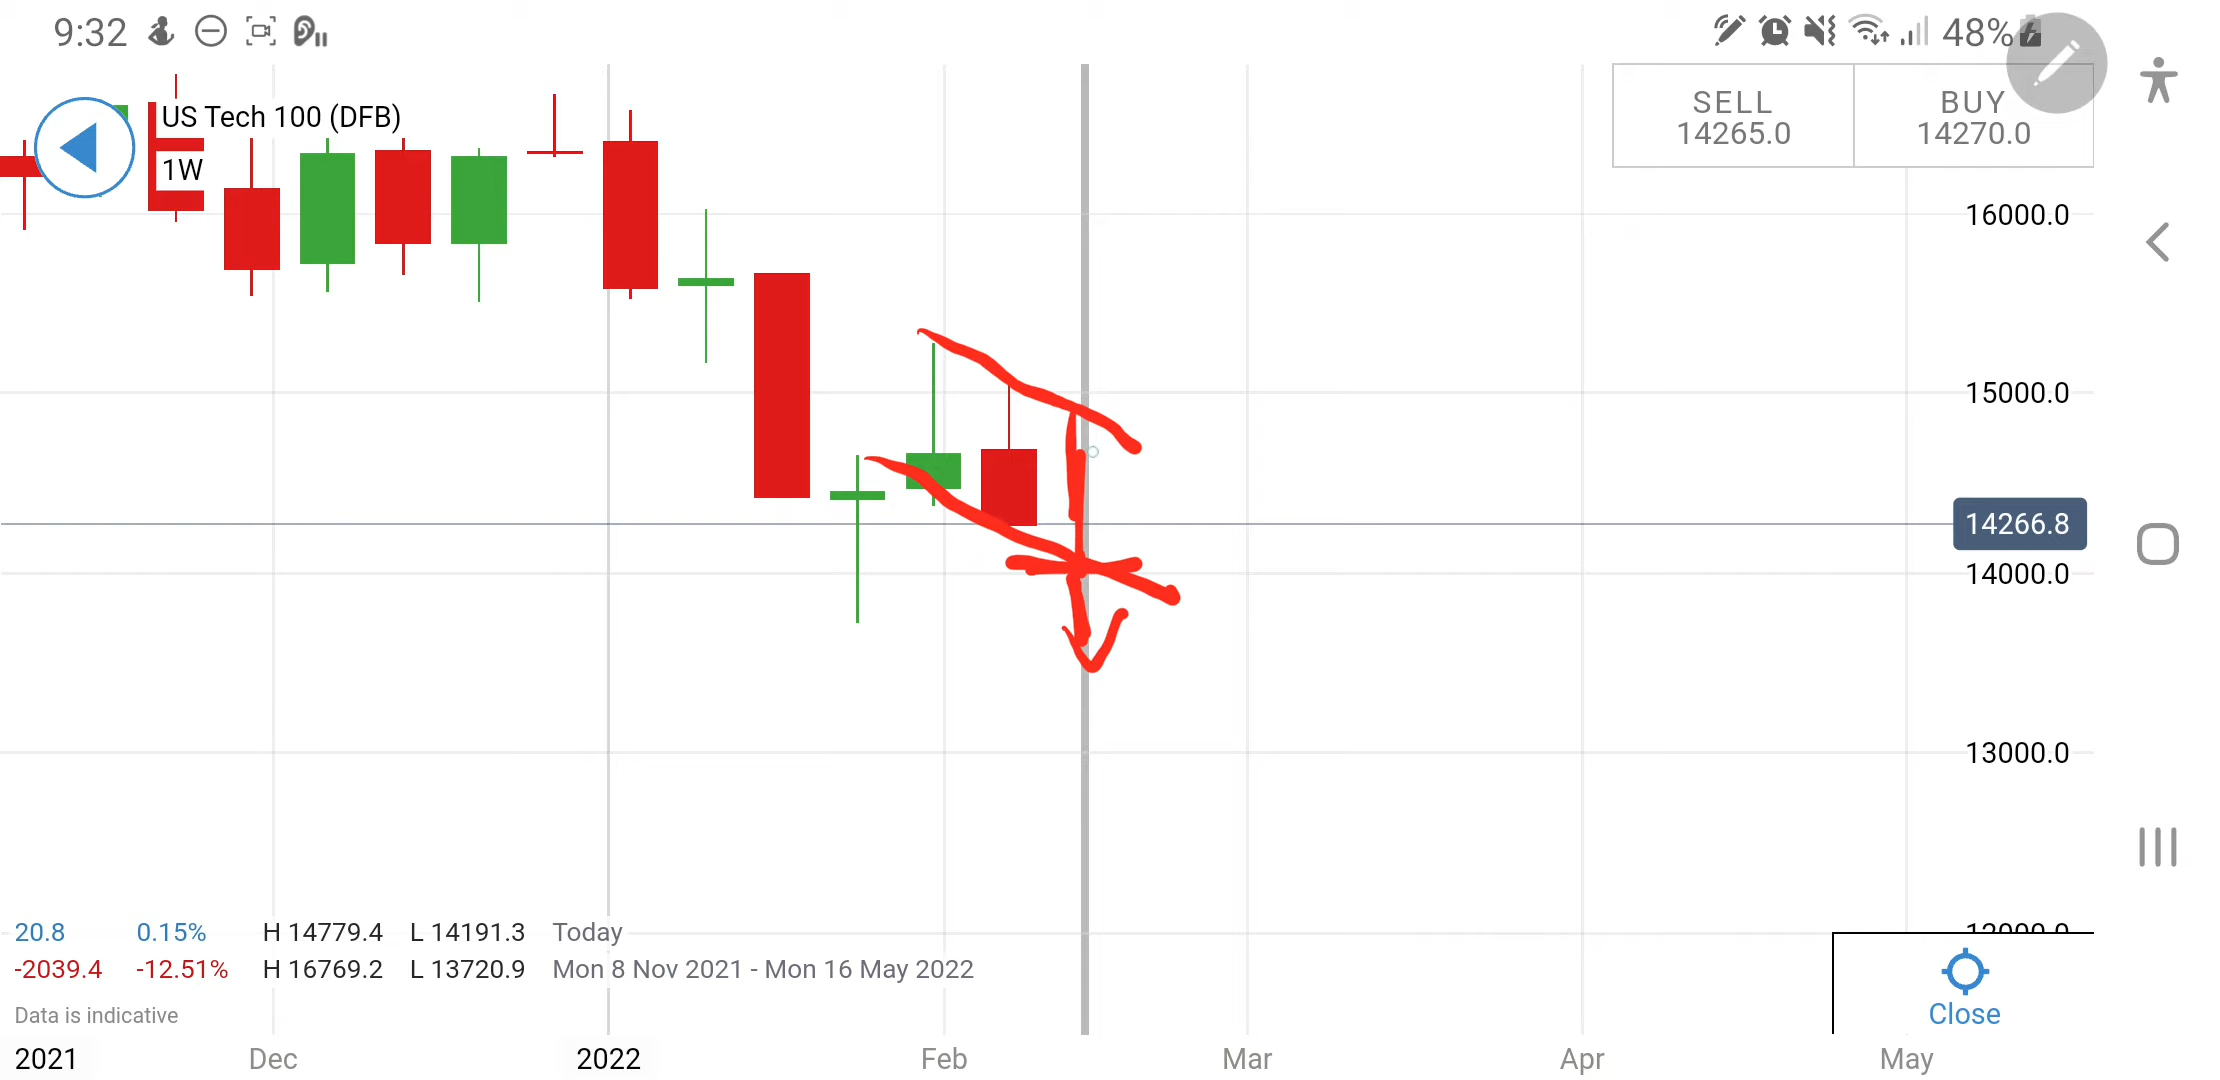 9:32
48%
US Tech 100 (DFB)
1W
SELL
14265.0
BUY
14270.0
16000.0
15000.0
14266.8
14000.0
13000.0
12000.0
20.8 0.15% H 14779.4 L 14191.3 Today
-2039.4 -12.51% H 16769.2 L 13720.9 Mon 8 Nov 2021 - Mon 16 May 2022
Data is indicative
Close
2021 Dec 2022 Feb Mar Apr May